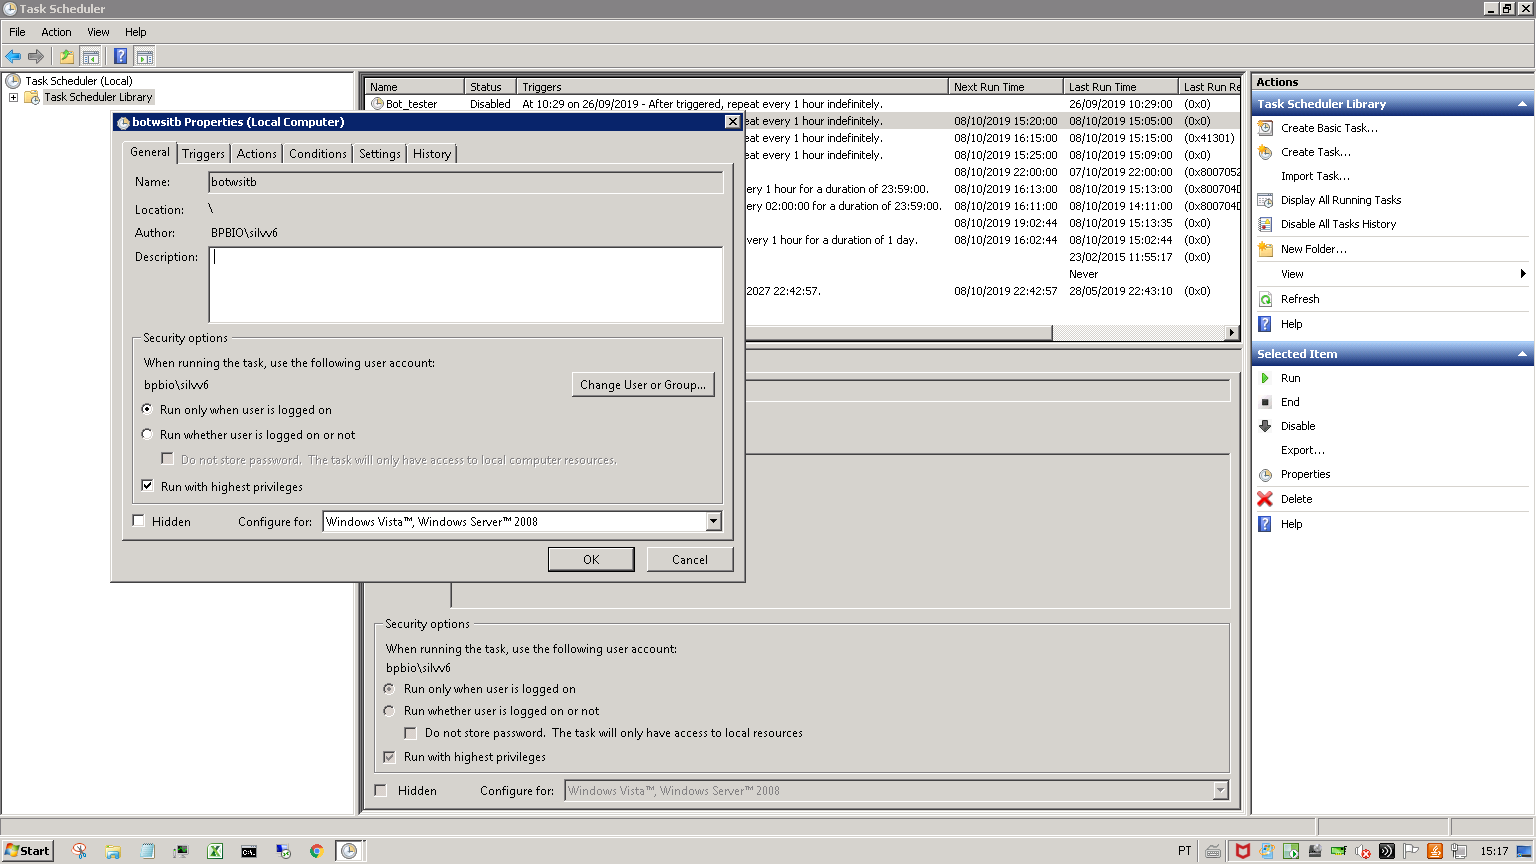 Task Scheduler
File Action View Help
Task Scheduler (Local)
Task Scheduler Library
Name Status Triggers Next Run Time Last Run Time Last Run Re
Bot_tester Disabled At 10:29 on 26/09/2019 - After triggered, repeat every 1 hour indefinitely. 26/09/2019 10:29:00 (0x0)
eat every 1 hour indefinitely. 08/10/2019 15:20:00 08/10/2019 15:05:00 (0x0)
eat every 1 hour indefinitely. 08/10/2019 16:15:00 08/10/2019 15:15:00 (0x41301)
eat every 1 hour indefinitely. 08/10/2019 15:25:00 08/10/2019 15:09:00 (0x0)
08/10/2019 22:00:00 07/10/2019 22:00:00 (0x8007052
ery 1 hour for a duration of 23:59:00. 08/10/2019 16:13:00 08/10/2019 15:13:00 (0x800704D
ery 02:00:00 for a duration of 23:59:00. 08/10/2019 16:11:00 08/10/2019 14:11:00 (0x800704D
08/10/2019 19:02:44 08/10/2019 15:13:35 (0x0)
very 1 hour for a duration of 1 day. 08/10/2019 16:02:44 08/10/2019 15:02:44 (0x0)
23/02/2015 11:55:17 (0x0)
Never
2027 22:42:57. 08/10/2019 22:42:57 28/05/2019 22:43:10 (0x0)
botwsitb Properties (Local Computer)
General Triggers Actions Conditions Settings History
Name: botwsitb
Location: \
Author: BPBIO\silvv6
Description:
Security options
When running the task, use the following user account:
bpbio\silvv6
Change User or Group...
Run only when user is logged on
Run whether user is logged on or not
Do not store password. The task will only have access to local computer resources.
Run with highest privileges
Hidden Configure for: Windows Vista™, Windows Server™ 2008
OK Cancel
Security options
When running the task, use the following user account:
bpbio\silvv6
Run only when user is logged on
Run whether user is logged on or not
Do not store password. The task will only have access to local resources
Run with highest privileges
Hidden Configure for: Windows Vista™, Windows Server™ 2008
Actions
Task Scheduler Library
Create Basic Task...
Create Task...
Import Task...
Display All Running Tasks
Disable All Tasks History
New Folder...
View
Refresh
Help
Selected Item
Run
End
Disable
Export...
Properties
Delete
Help
Start PT 15:17